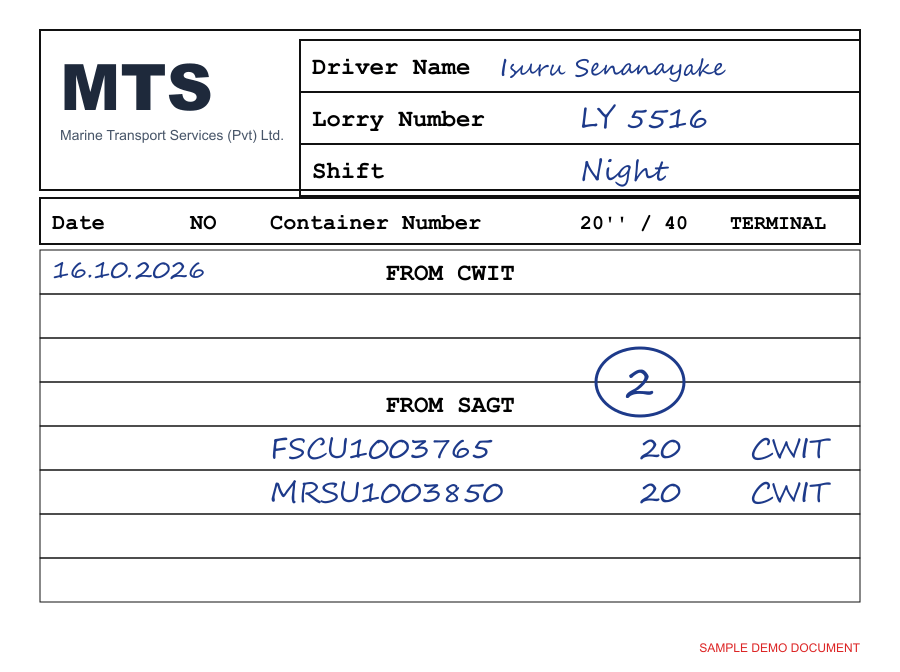 MTS
Marine Transport Services (Pvt) Ltd.
Driver Name Isuru Senanayake
Lorry Number LY 5516
Shift Night
Date NO Container Number 20'' / 40 TERMINAL
16.10.2026 FROM CWIT
2
FROM SAGT
FSCU1003765 20 CWIT
MRSU1003850 20 CWIT
SAMPLE DEMO DOCUMENT